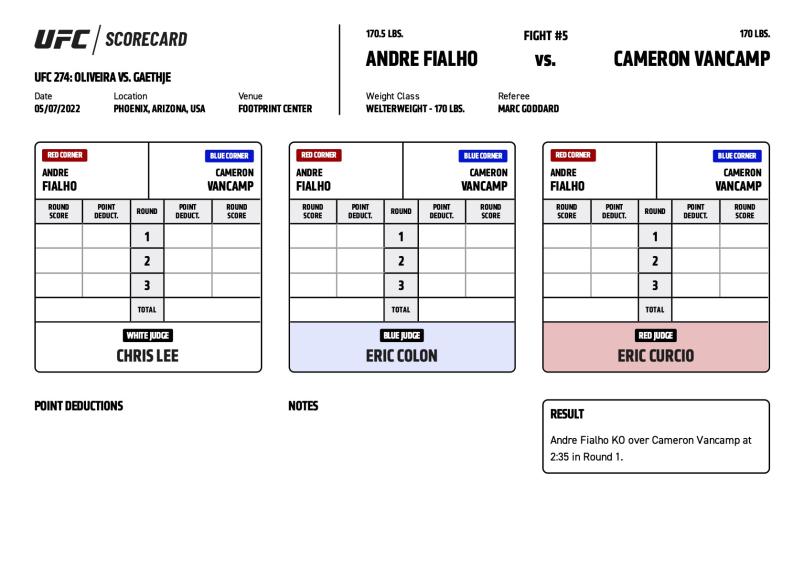 UFC / SCORECARD
UFC 274: OLIVEIRA VS. GAETHJE
Date Location Venue
05/07/2022 PHOENIX, ARIZONA, USA FOOTPRINT CENTER
170.5 LBS. FIGHT #5 170 LBS.
ANDRE FIALHO VS. CAMERON VANCAMP
Weight Class Referee
WELTERWEIGHT - 170 LBS. MARC GODDARD
RED CORNER BLUE CORNER
ANDRE CAMERON
FIALHO VANCAMP
ROUND POINT ROUND POINT ROUND
SCORE DEDUCT. DEDUCT. SCORE
1
2
3
TOTAL
WHITE JUDGE
CHRIS LEE
RED CORNER BLUE CORNER
ANDRE CAMERON
FIALHO VANCAMP
ROUND POINT ROUND POINT ROUND
SCORE DEDUCT. DEDUCT. SCORE
1
2
3
TOTAL
BLUE JUDGE
ERIC COLON
RED CORNER BLUE CORNER
ANDRE CAMERON
FIALHO VANCAMP
ROUND POINT ROUND POINT ROUND
SCORE DEDUCT. DEDUCT. SCORE
1
2
3
TOTAL
RED JUDGE
ERIC CURCIO
POINT DEDUCTIONS
NOTES
RESULT
Andre Fialho KO over Cameron Vancamp at
2:35 in Round 1.